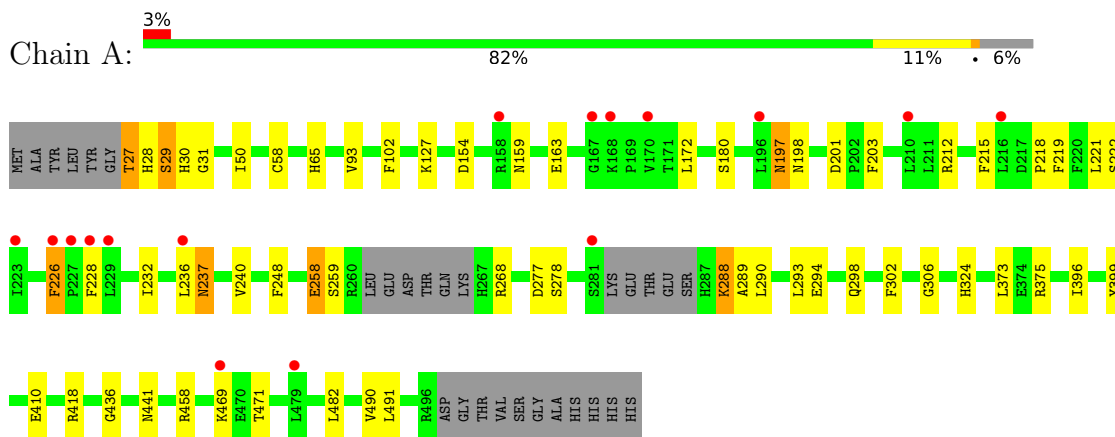 3%
Chain A:
82% 11% • 6%
MET ALA TYR LEU TYR GLY T27 H28 S29 H30 G31 I50 C58 H65 V93 F102 K127 D154 R158 N159 E163 G167 K168 P169 V170 T171 L172 S180 L196 N197 N198 D201 P202 F203 L210 L211 R212 F215 L216 D217 P218 F219 F220 L221 S222
I223 F226 P227 F228 L229 I232 L236 N237 V240 F248 E258 S259 R260 LEU GLU ASP THR GLN LYS H267 R268 D277 S278 S281 LYS GLU THR GLU SER H287 K288 A289 L290 L293 E294 Q298 F302 G306 H324 L373 E374 R375 I396 Y399
E410 R418 G436 N441 R458 K469 E470 T471 L479 L482 V490 L491 R496 ASP GLY THR VAL SER GLY ALA HIS HIS HIS HIS